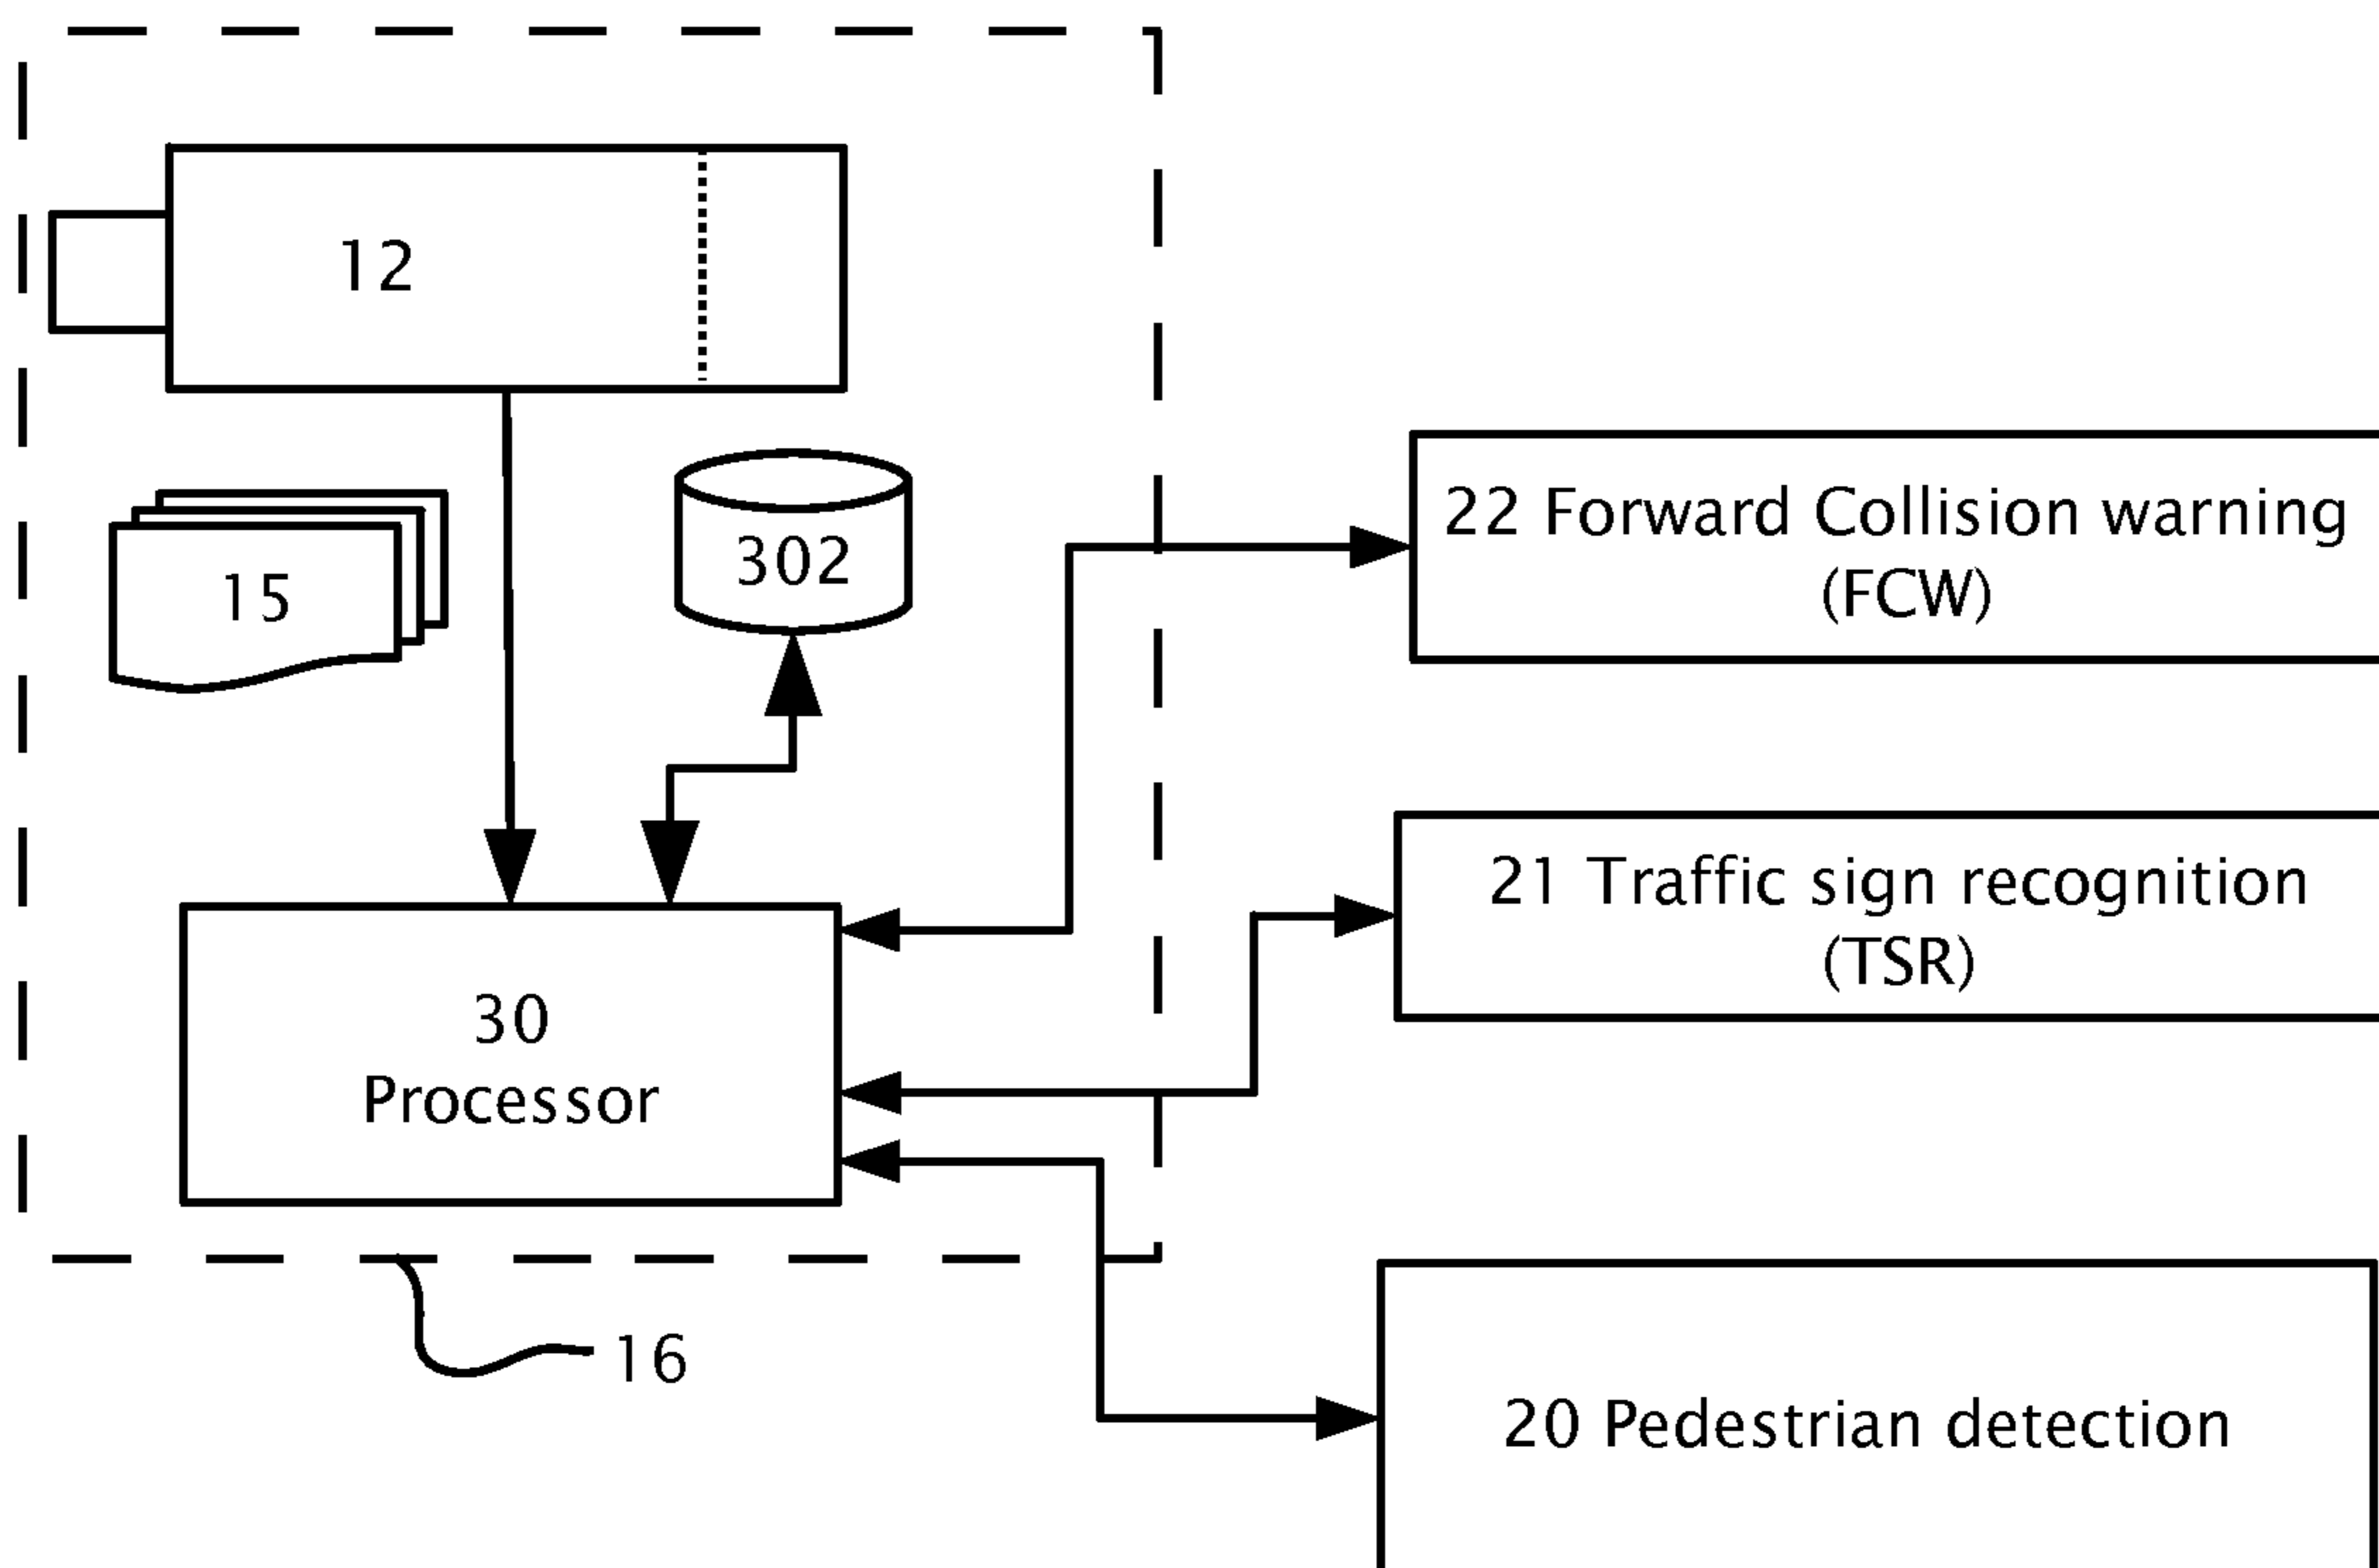 12
302
15
22 Forward Collision warning
(FCW)
21 Traffic sign recognition
(TSR)
30
Processor
16
20 Pedestrian detection